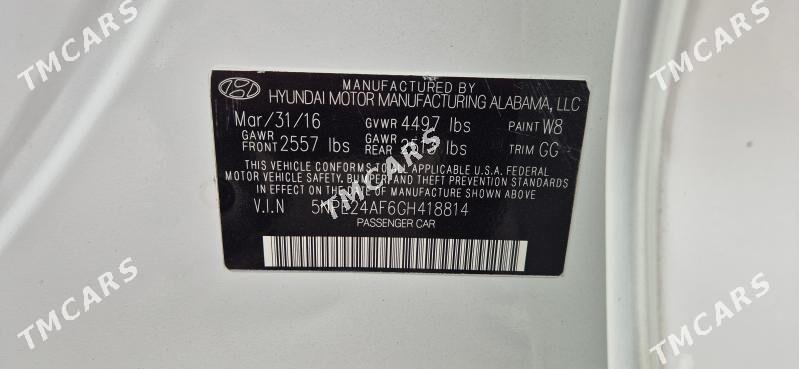 MANUFACTURED BY
HYUNDAI MOTOR MANUFACTURING ALABAMA, LLC
Mar/31/16 GVWR 4497 lbs PAINT W8
GAWR FRONT 2557 lbs GAWR REAR lbs TRIM GG
THIS VEHICLE CONFORMS TO ALL APPLICABLE U.S.A. FEDERAL
MOTOR VEHICLE SAFETY, BUMPER, AND THEFT PREVENTION STANDARDS
IN EFFECT ON THE DATE OF MANUFACTURE SHOWN ABOVE
V.I.N
PASSENGER CAR
TMCARS
TMCARS
TMCARS
TMCARS
TMCARS